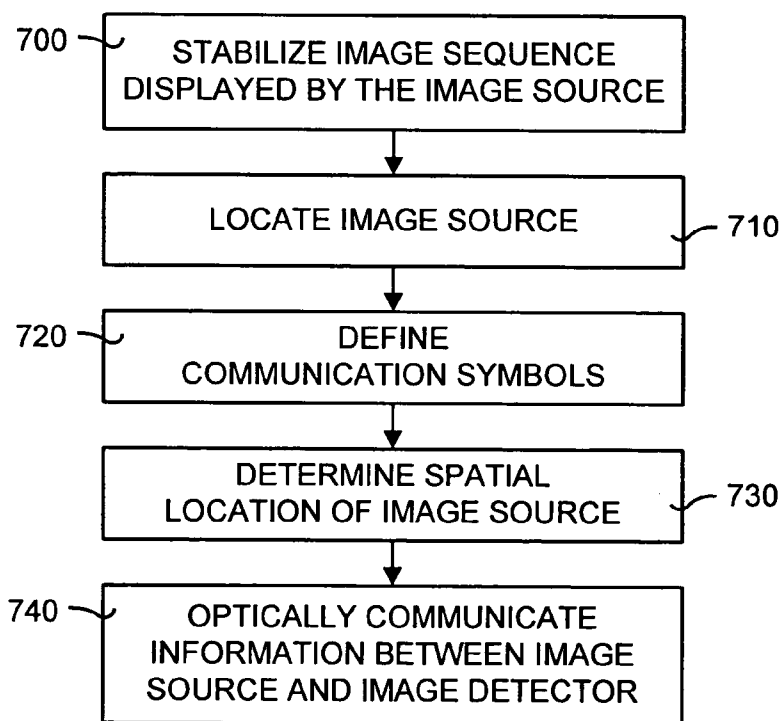 700
STABILIZE IMAGE SEQUENCE
DISPLAYED BY THE IMAGE SOURCE
LOCATE IMAGE SOURCE
710
720
DEFINE
COMMUNICATION SYMBOLS
DETERMINE SPATIAL
LOCATION OF IMAGE SOURCE
730
740
OPTICALLY COMMUNICATE
INFORMATION BETWEEN IMAGE
SOURCE AND IMAGE DETECTOR